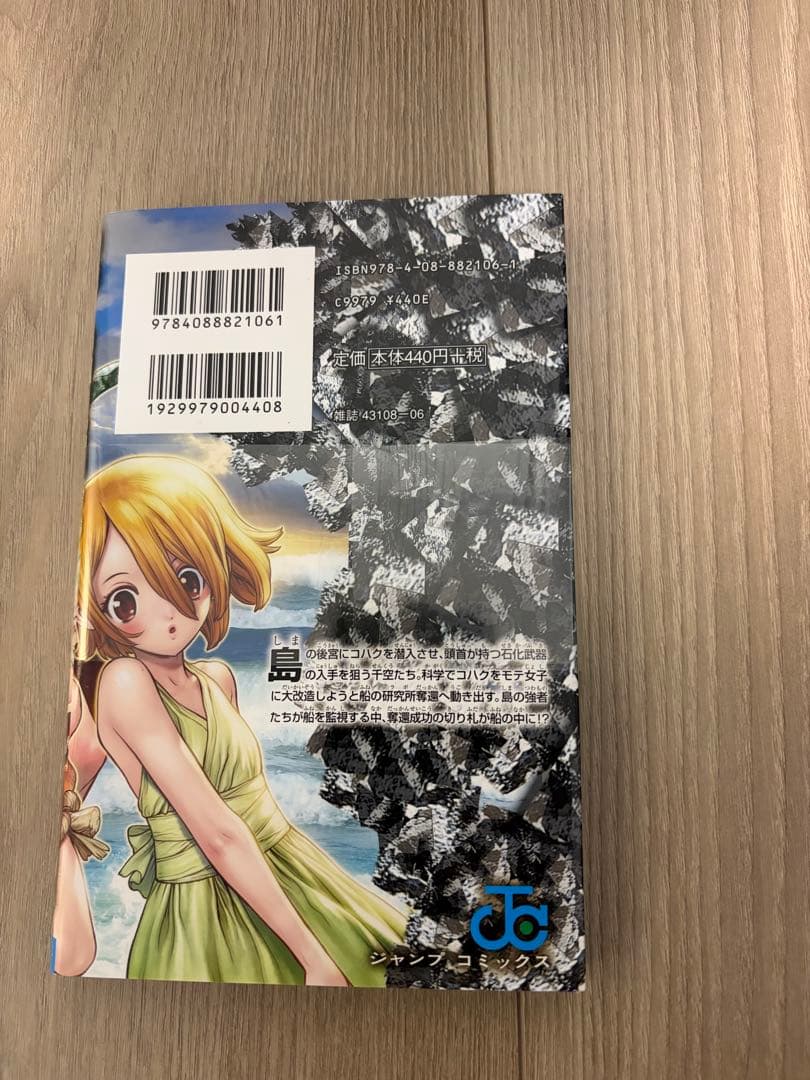 9784088821061
1929979004408
ISBN978-4-08-882106-1
C9979 ¥440E
定価 本体440円+税
雑誌 43108-06
島の後宮にコハクを潜入させ、頭首が持つ石化武器
の入手を狙う千空たち。科学でコハクをモテ女子
に大改造しようと船の研究所奪還へ動き出す。島の強者
たちが船を監視する中、奪還成功の切り札が船の中に!?
ジャンプ コミックス